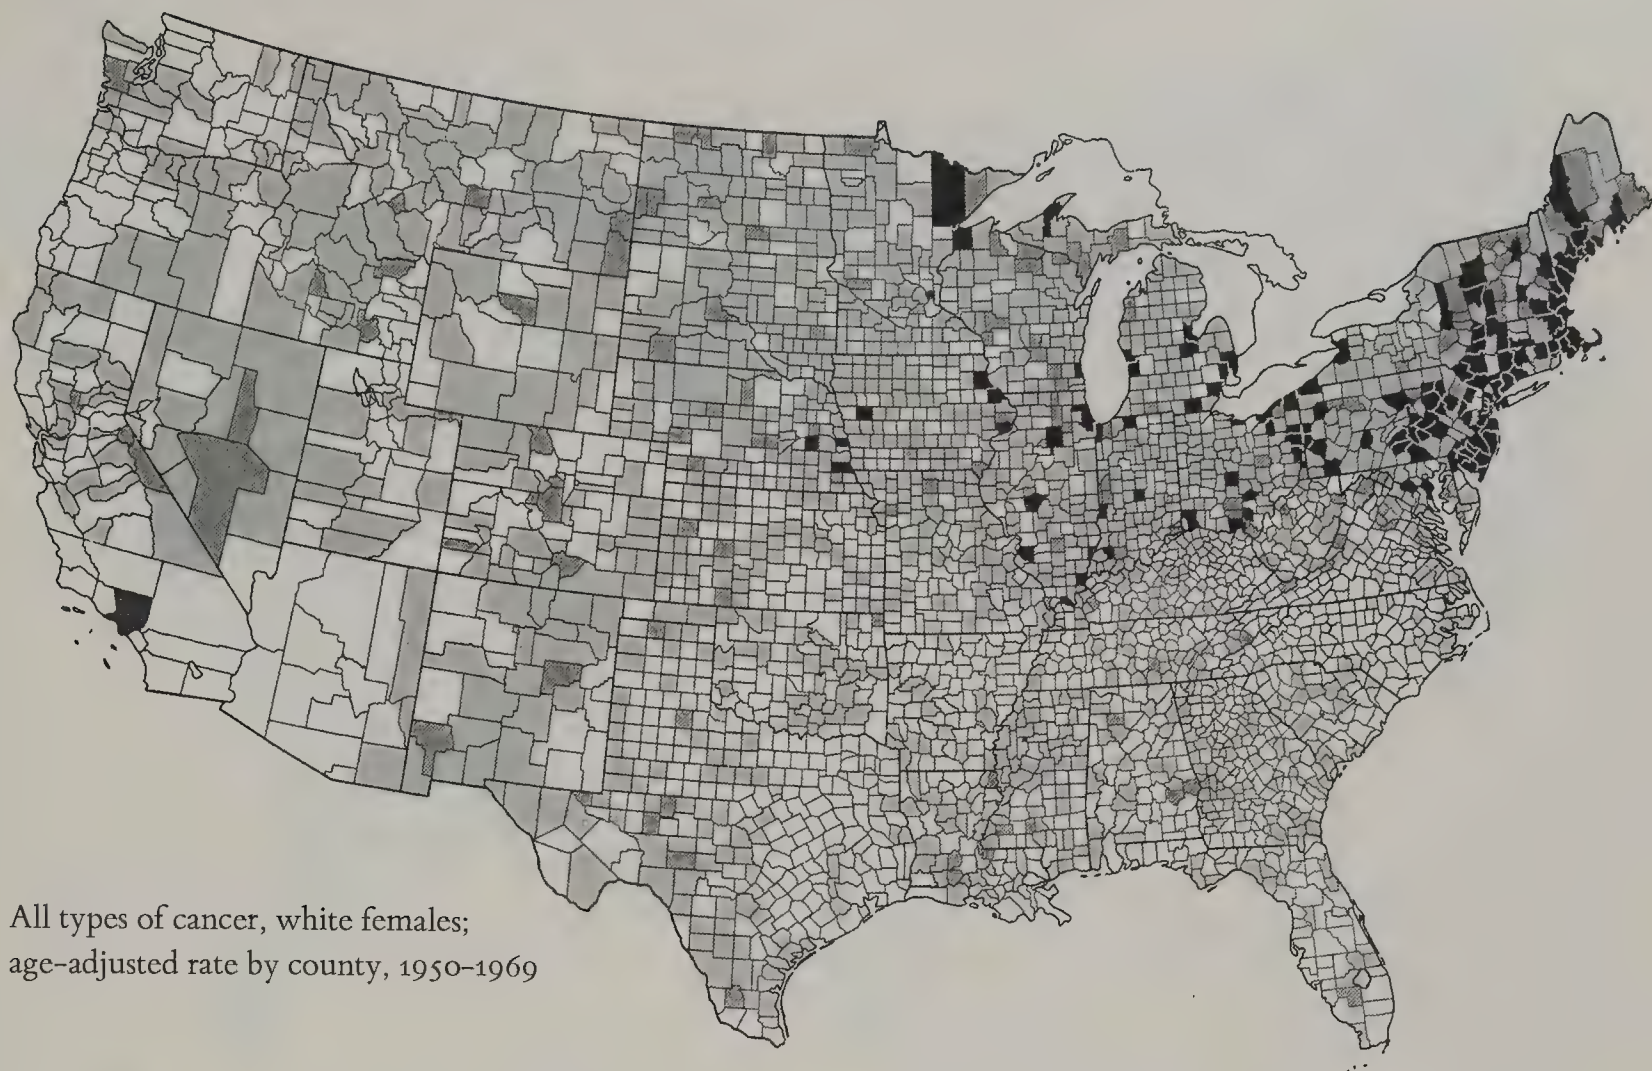 All types of cancer, white females;
age-adjusted rate by county, 1950-1969